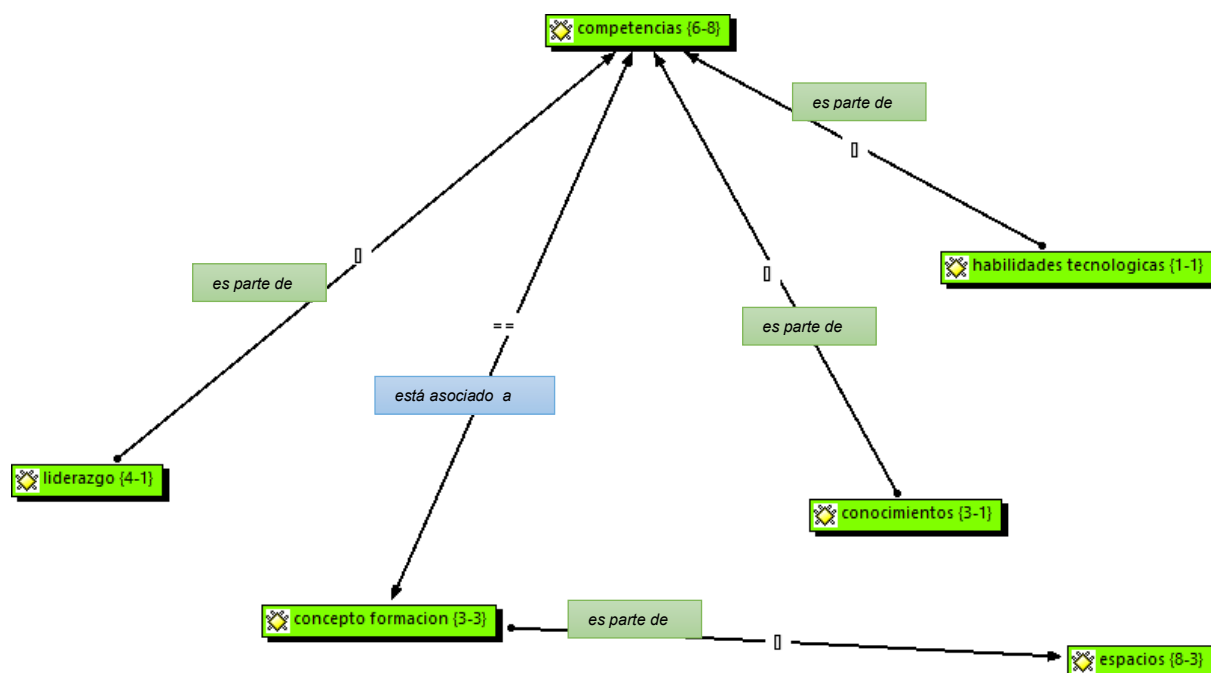 competencias {6-8}
es parte de
[]
[]
habilidades tecnologicas {1-1}
es parte de
[]
==
es parte de
está asociado a
liderazgo {4-1}
conocimientos {3-1}
concepto formacion {3-3}
es parte de
[]
espacios {8-3}